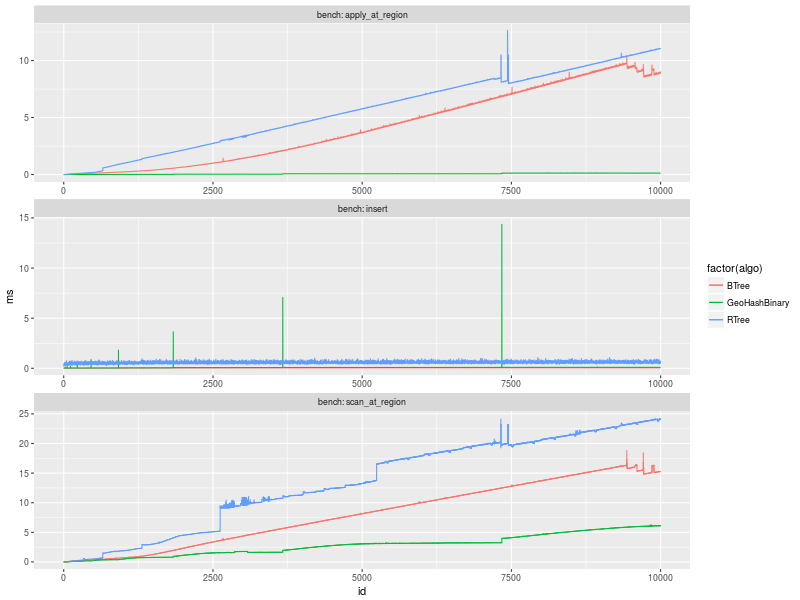 bench: apply_at_region
10
5
0
0 2500 5000 7500 10000
bench: insert
15
10
5
0
0 2500 5000 7500 10000
bench: scan_at_region
25
20
15
10
5
0
0 2500 5000 7500 10000
id
ms
factor(algo)
BTree
GeoHashBinary
RTree